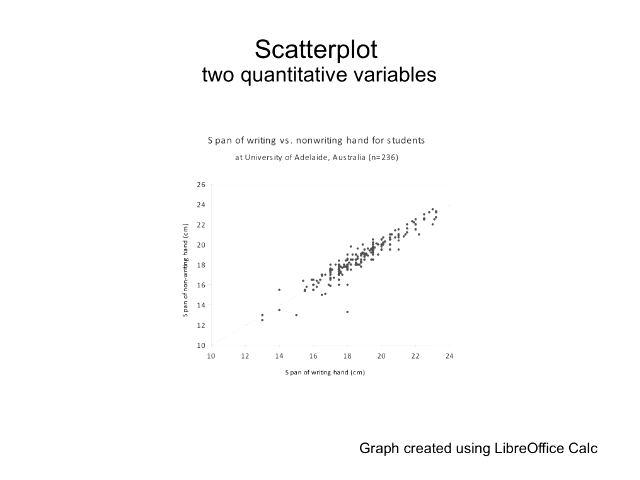 Scatterplot
two quantitative variables
Span of writing vs. nonwriting hand for students
at University of Adelaide, Australia (n=236)
26
24
22
20
18
16
14
12
10
Span of non-writing hand (cm)
10 12 14 16 18 20 22 24
Span of writing hand (cm)
Graph created using LibreOffice Calc